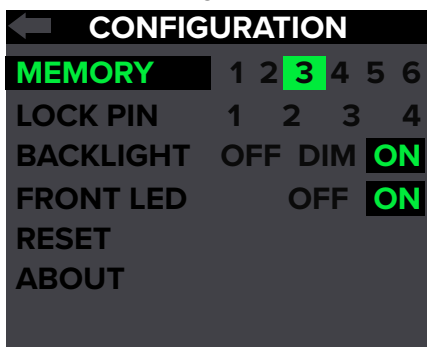 CONFIGURATION
MEMORY 1 2 3 4 5 6
LOCK PIN 1 2 3 4
BACKLIGHT OFF DIM ON
FRONT LED OFF ON
RESET
ABOUT